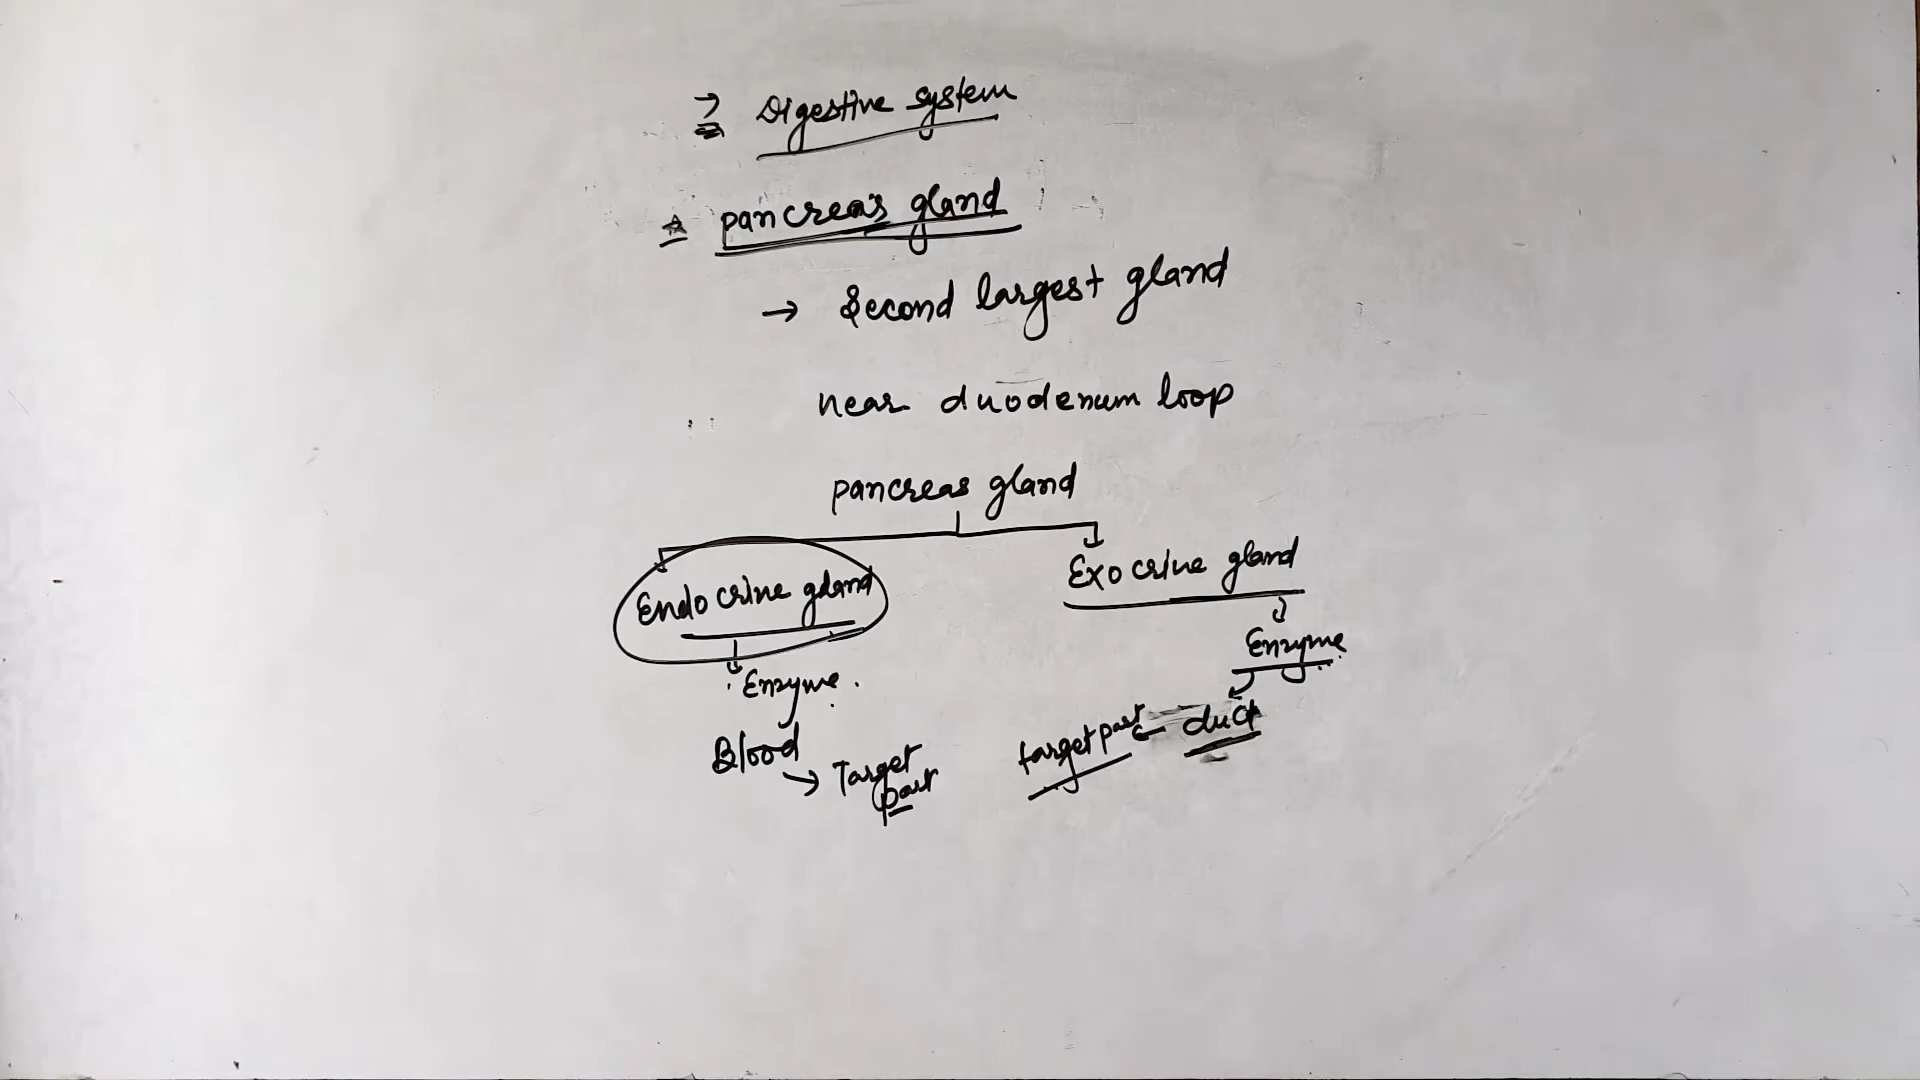 → Digestive system
☆ pancreas gland
→ Second largest gland
near duodenum loop
pancreas gland
Endocrine gland
Exocrine gland
Enzyme
Enzyme
Blood → Target part
target part ← duct